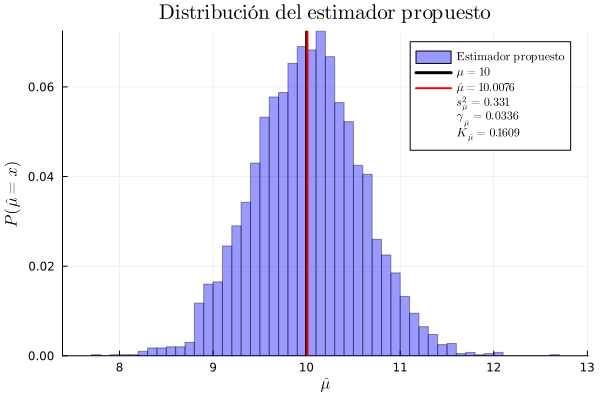 Distribución del estimador propuesto
Estimador propuesto
μ = 10
μ̂ = 10.0076
s²_μ̂ = 0.331
γ_μ̂ = 0.0336
K_μ̂ = 0.1609
P(μ̂ = x)
0.06
0.04
0.02
0.00
8 9 10 11 12 13
μ̂